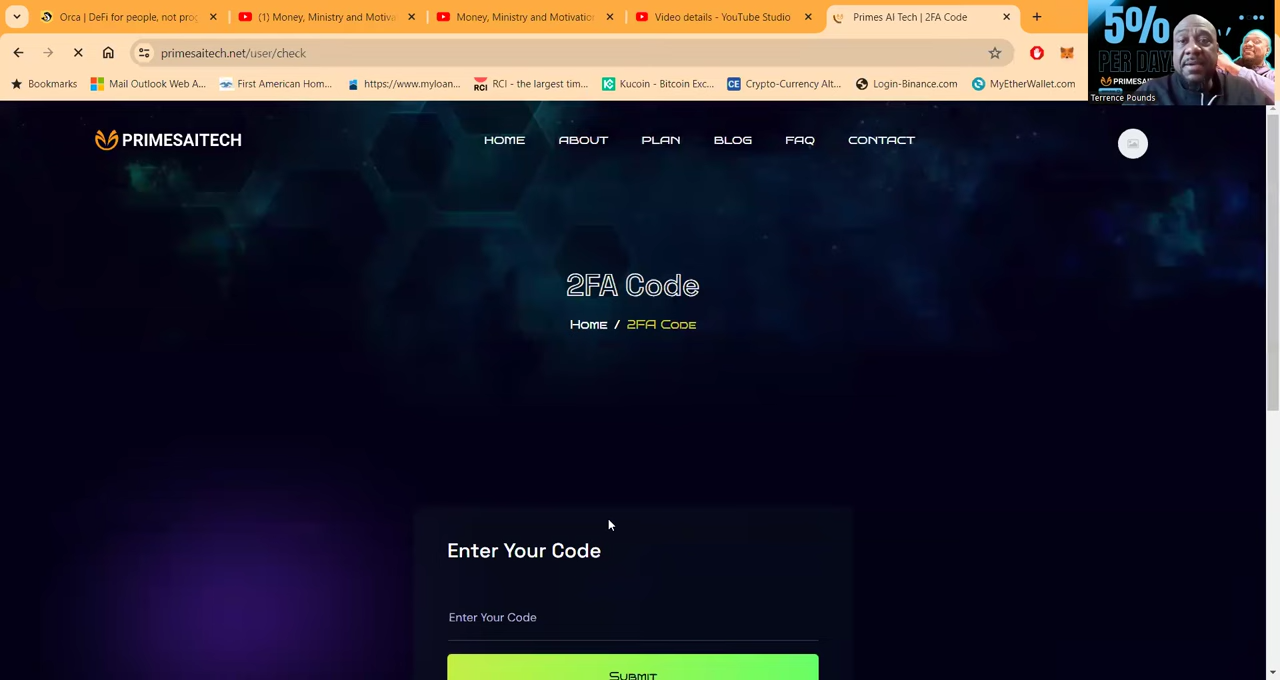 Orca | DeFi for people, not prog
(1) Money, Ministry and Motiva
Money, Ministry and Motivation
Video details - YouTube Studio
Primes AI Tech | 2FA Code
primesaitech.net/user/check
Bookmarks
Mail Outlook Web A...
First American Hom...
https://www.myloan...
RCI - the largest tim...
Kucoin - Bitcoin Exc...
Crypto-Currency Alt...
Login-Binance.com
MyEtherWallet.com
5%
PER DAY
PRIMESAI
Terrence Pounds
PRIMESAITECH
HOME
ABOUT
PLAN
BLOG
FAQ
CONTACT
2FA Code
Home / 2FA Code
Enter Your Code
Enter Your Code
Submit